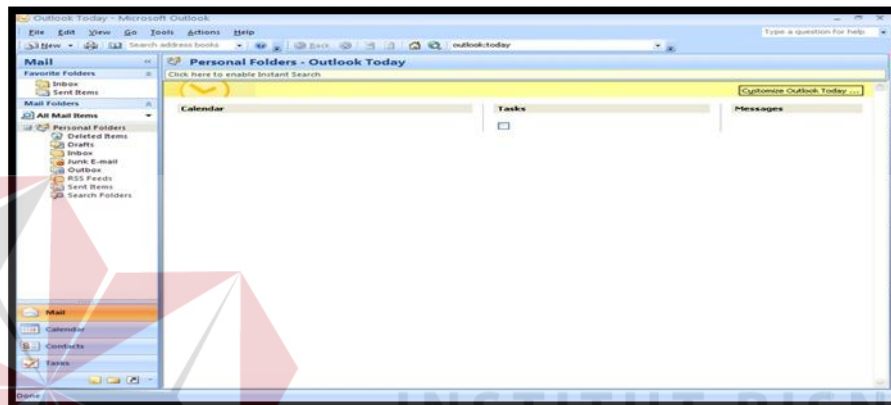 Outlook Today - Microsoft Outlook
File Edit View Go Tools Actions Help
Type a question for help
New Search address books Back outlook:today
Mail
Personal Folders - Outlook Today
Favorite Folders
Click here to enable Instant Search
Inbox
Sent Items
Customize Outlook Today ...
Mail Folders
All Mail Items
Calendar Tasks Messages
Personal Folders
Deleted Items
Drafts
Inbox
Junk E-mail
Outbox
RSS Feeds
Sent Items
Search Folders
Mail
Calendar
Contacts
Tasks
Done